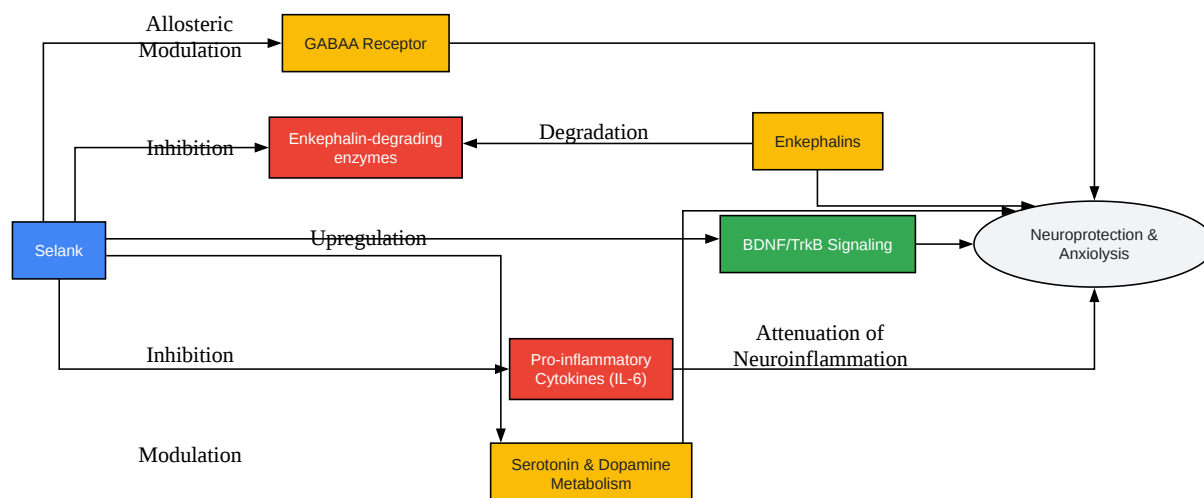 Allosteric
Modulation
GABAA Receptor
Inhibition
Enkephalin-degrading
enzymes
Degradation
Enkephalins
Selank
Upregulation
BDNF/TrkB Signaling
Neuroprotection &
Anxiolysis
Inhibition
Pro-inflammatory
Cytokines (IL-6)
Attenuation of
Neuroinflammation
Modulation
Serotonin & Dopamine
Metabolism